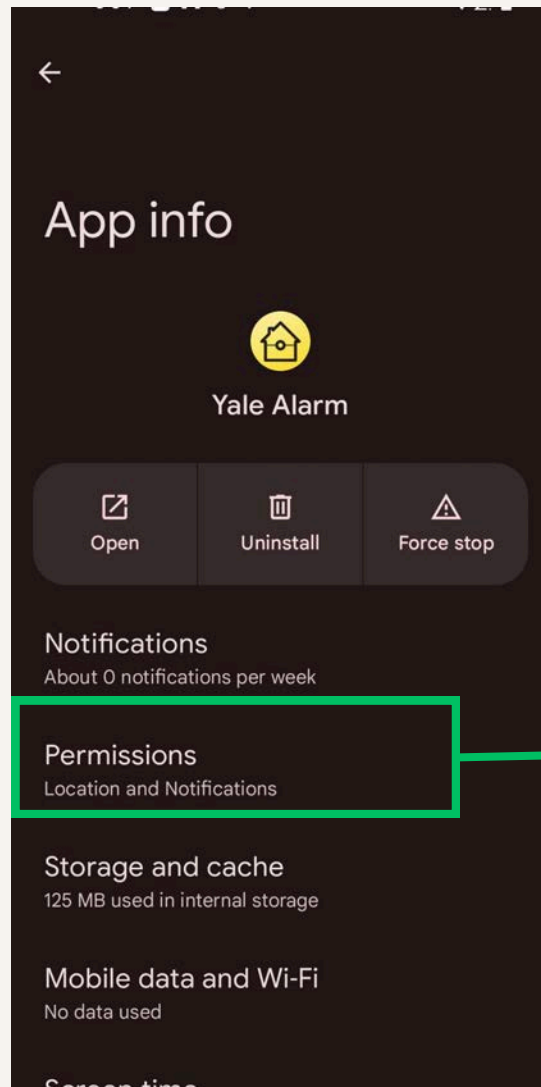 App info
Yale Alarm
Open Uninstall Force stop
Notifications
About 0 notifications per week
Permissions
Location and Notifications
Storage and cache
125 MB used in internal storage
Mobile data and Wi-Fi
No data used